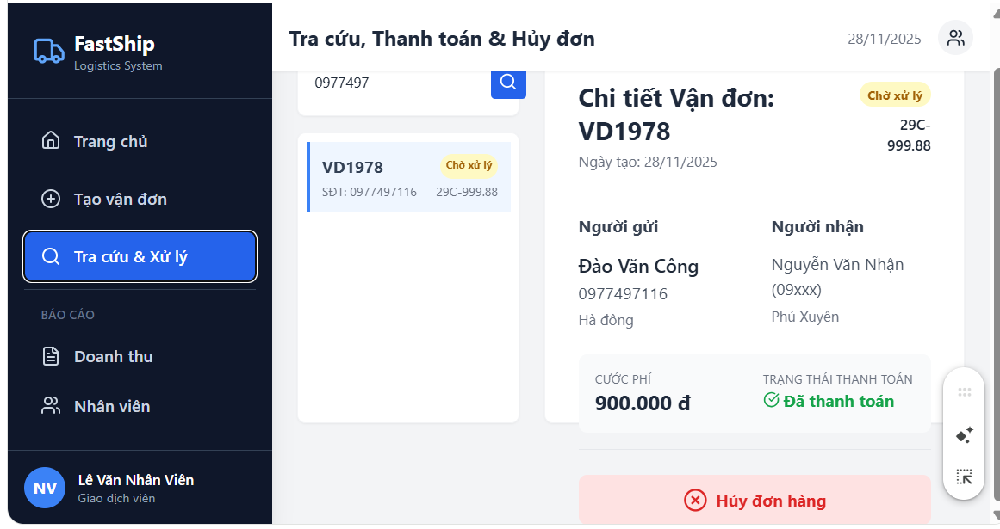 FastShip
Logistics System
Trang chủ
Tạo vận đơn
Tra cứu & Xử lý
BÁO CÁO
Doanh thu
Nhân viên
NV
Lê Văn Nhân Viên
Giao dịch viên
Tra cứu, Thanh toán & Hủy đơn
28/11/2025
0977497
VD1978
Chờ xử lý
SĐT: 0977497116
29C-999.88
Chi tiết Vận đơn:
VD1978
Chờ xử lý
29C-
999.88
Ngày tạo: 28/11/2025
Người gửi
Đào Văn Công
0977497116
Hà đông
Người nhận
Nguyễn Văn Nhận
(09xxx)
Phú Xuyên
CƯỚC PHÍ
900.000 đ
TRẠNG THÁI THANH TOÁN
Đã thanh toán
Hủy đơn hàng